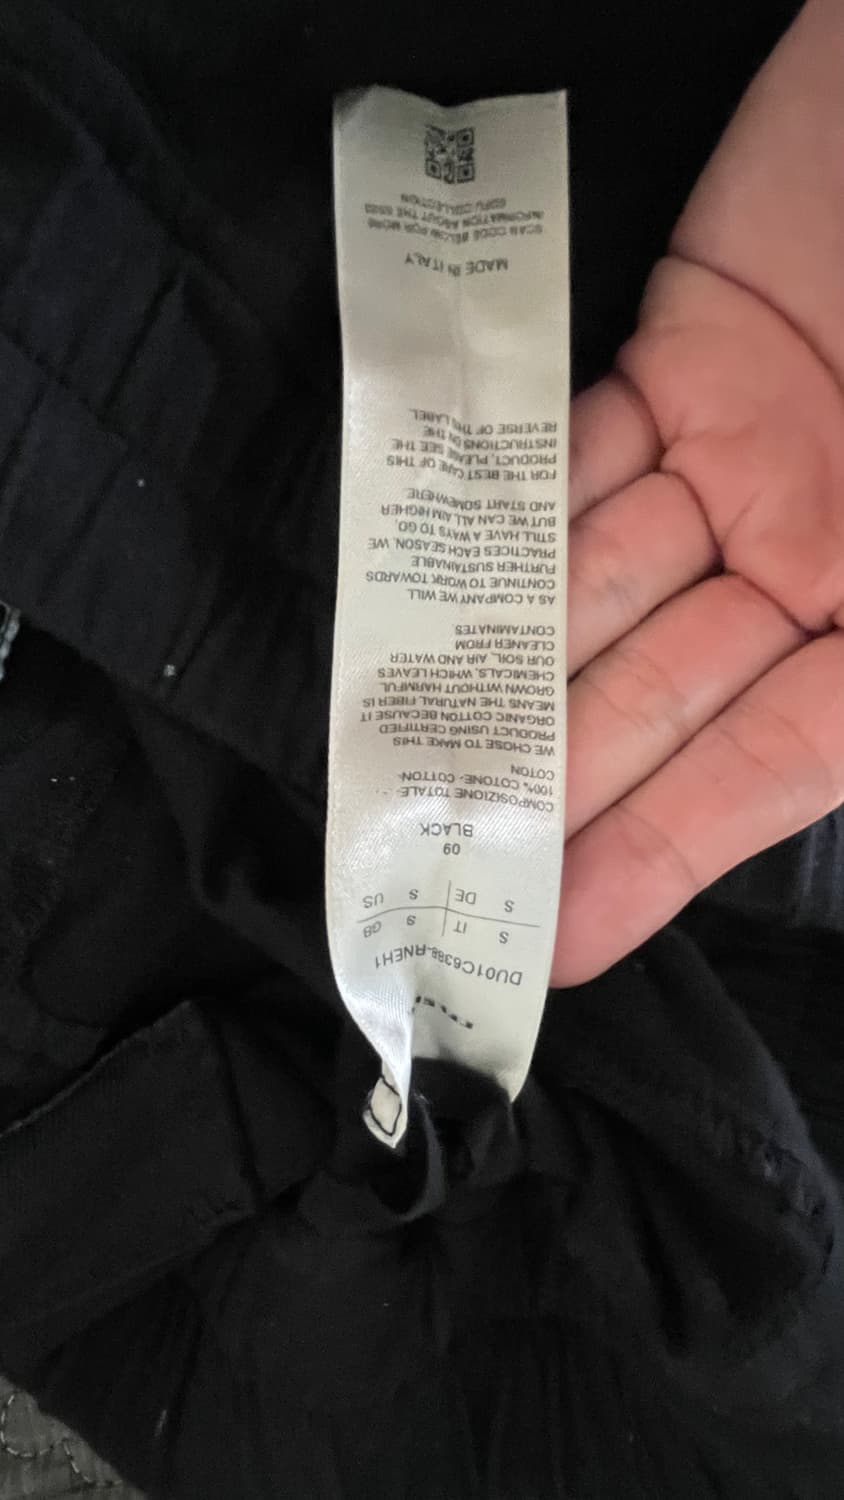 DU01C6388-RNEH1
S IT S GB
S DE S US
09
BLACK
COMPOSIZIONE TOTALE-
100% COTONE- COTTON-
COTON
WE CHOSE TO MAKE THIS
PRODUCT USING CERTIFIED
ORGANIC COTTON BECAUSE IT
MEANS THE NATURAL FIBER IS
GROWN WITHOUT HARMFUL
CHEMICALS, WHICH LEAVES
OUR SOIL, AIR AND WATER
CLEANER FROM
CONTAMINATES.
AS A COMPANY WE WILL
CONTINUE TO WORK TOWARDS
FURTHER SUSTAINABLE
PRACTICES EACH SEASON. WE
STILL HAVE A WAYS TO GO,
BUT WE CAN ALL AIM HIGHER
AND START SOMEWHERE.
FOR THE BEST CARE OF THIS
PRODUCT, PLEASE SEE THE
INSTRUCTIONS ON THE
REVERSE OF THIS LABEL.
MADE IN ITALY
SCAN CODE BELOW FOR MORE
INFORMATION ABOUT THE SS23
EDFU COLLECTION